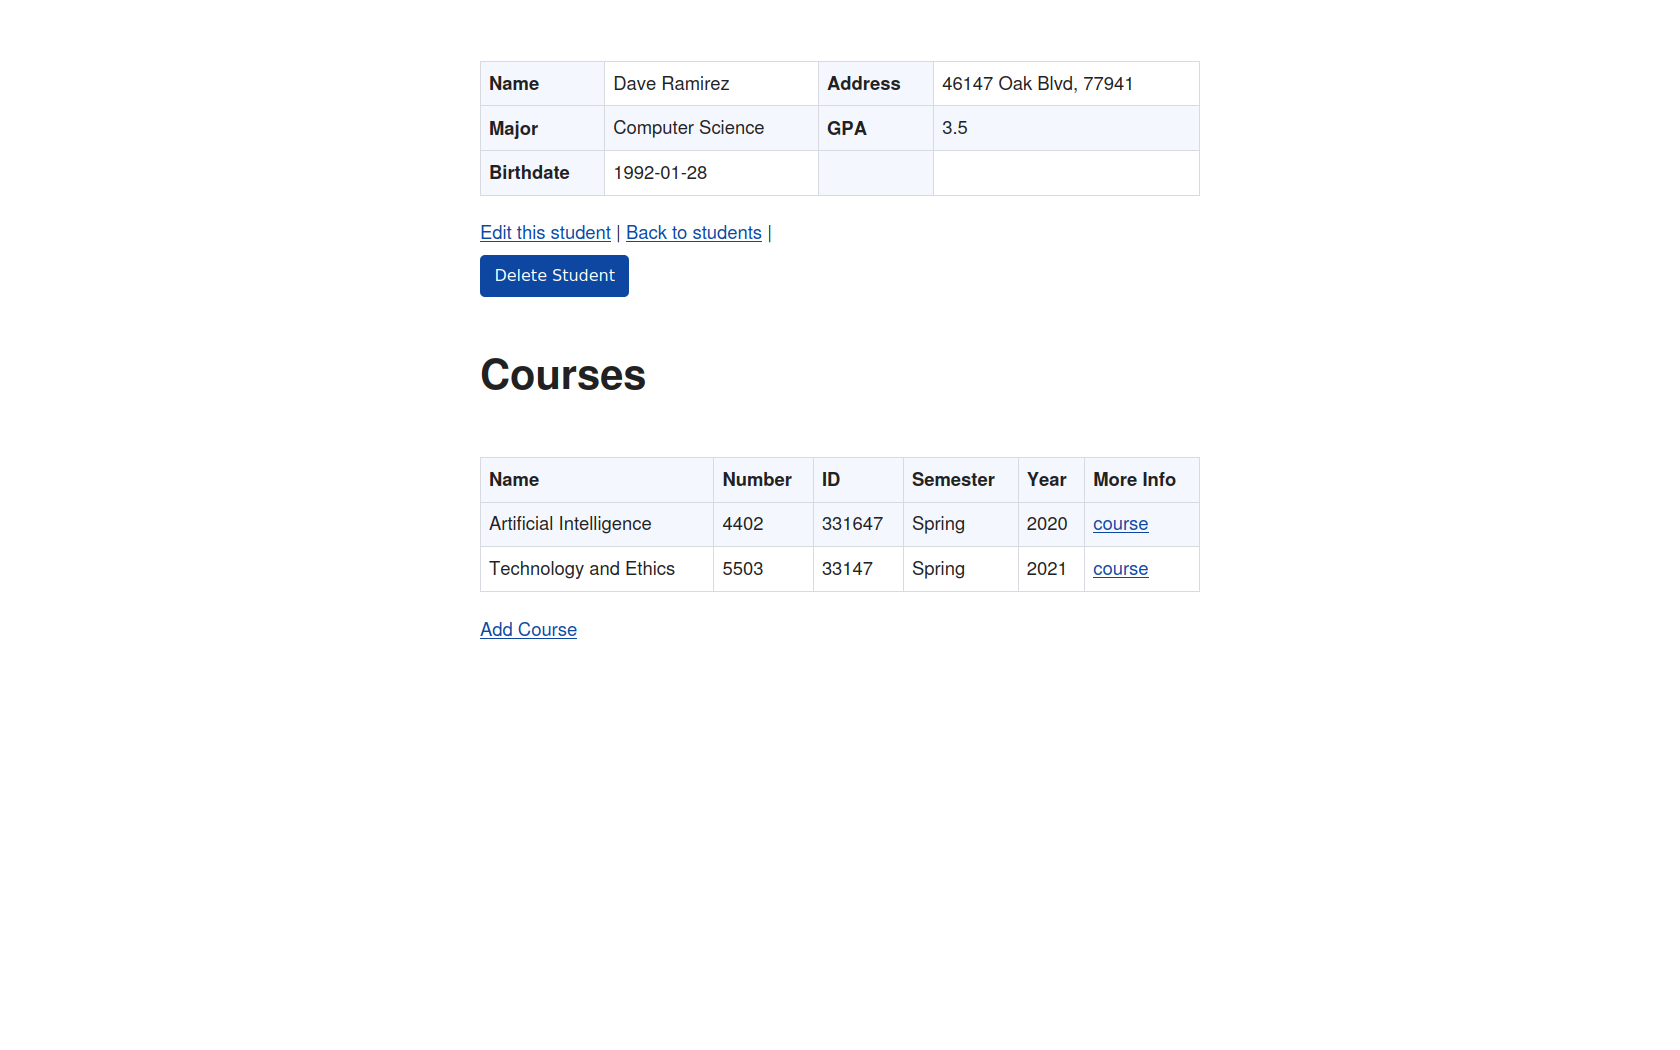 Name Dave Ramirez Address 46147 Oak Blvd, 77941
Major Computer Science GPA 3.5
Birthdate 1992-01-28
Edit this student | Back to students |
Delete Student
Courses
Name Number ID Semester Year More Info
Artificial Intelligence 4402 331647 Spring 2020 course
Technology and Ethics 5503 33147 Spring 2021 course
Add Course